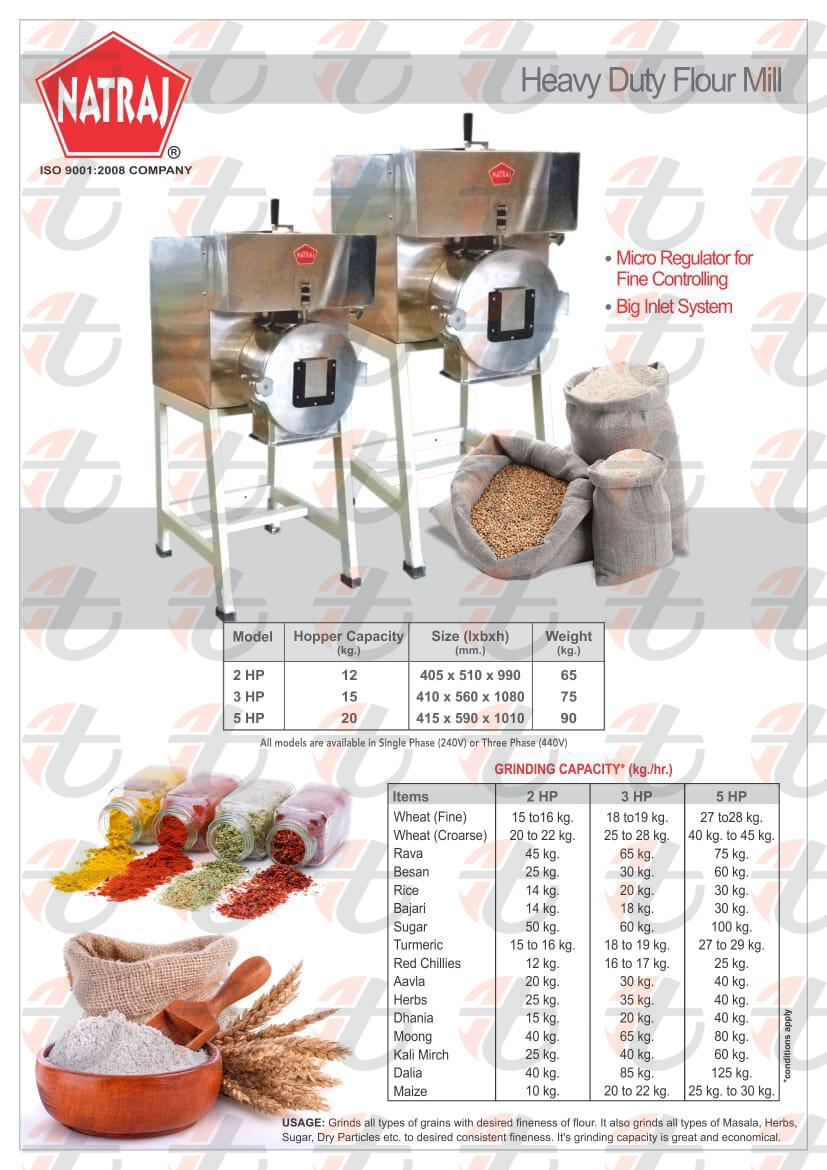 NATRAJ
®
ISO 9001:2008 COMPANY
Heavy Duty Flour Mill
NATRAJ
NATRAJ
• Micro Regulator for
Fine Controlling
• Big Inlet System
Model Hopper Capacity Size (lxbxh) Weight
(kg.) (mm.) (kg.)
2 HP 12 405 x 510 x 990 65
3 HP 15 410 x 560 x 1080 75
5 HP 20 415 x 590 x 1010 90
All models are available in Single Phase (240V) or Three Phase (440V)
GRINDING CAPACITY* (kg./hr.)
Items 2 HP 3 HP 5 HP
Wheat (Fine) 15 to16 kg. 18 to19 kg. 27 to28 kg.
Wheat (Croarse) 20 to 22 kg. 25 to 28 kg. 40 kg. to 45 kg.
Rava 45 kg. 65 kg. 75 kg.
Besan 25 kg. 30 kg. 60 kg.
Rice 14 kg. 20 kg. 30 kg.
Bajari 14 kg. 18 kg. 30 kg.
Sugar 50 kg. 60 kg. 100 kg.
Turmeric 15 to 16 kg. 18 to 19 kg. 27 to 29 kg.
Red Chillies 12 kg. 16 to 17 kg. 25 kg.
Aavla 20 kg. 30 kg. 40 kg.
Herbs 25 kg. 35 kg. 40 kg.
Dhania 15 kg. 20 kg. 40 kg.
Moong 40 kg. 65 kg. 80 kg.
Kali Mirch 25 kg. 40 kg. 60 kg.
Dalia 40 kg. 85 kg. 125 kg.
Maize 10 kg. 20 to 22 kg. 25 kg. to 30 kg.
*conditions apply
USAGE: Grinds all types of grains with desired fineness of flour. It also grinds all types of Masala, Herbs,
Sugar, Dry Particles etc. to desired consistent fineness. It's grinding capacity is great and economical.